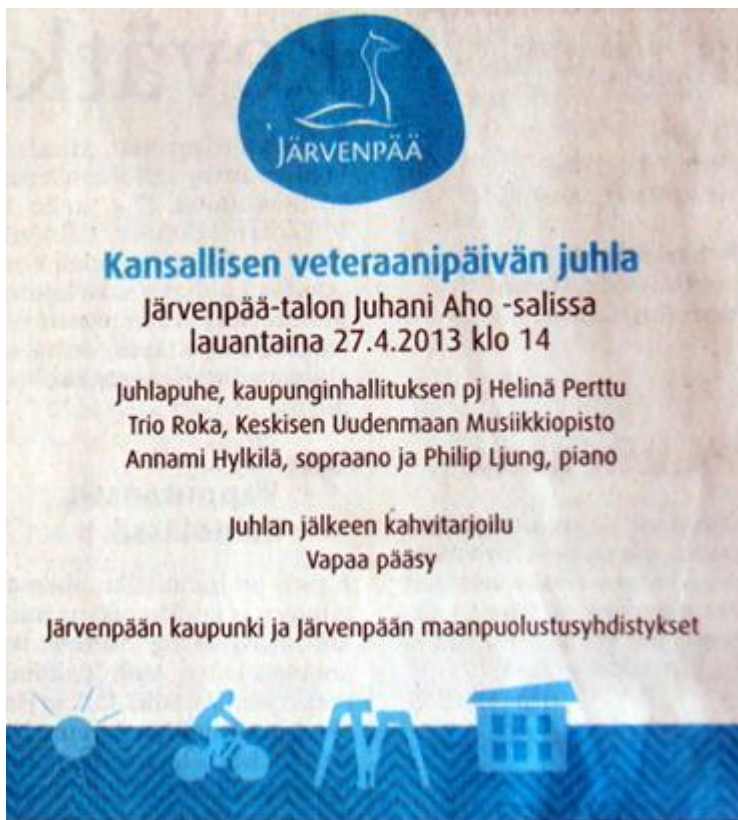 JÄRVENPÄÄ
Kansallisen veteraanipäivän juhla
Järvenpää-talon Juhani Aho -salissa
lauantaina 27.4.2013 klo 14
Juhlapuhe, kaupunginhallituksen pj Helinä Perttu
Trio Roka, Keskisen Uudenmaan Musiikkiopisto
Annami Hylkilä, sopraano ja Philip Ljung, piano
Juhlan jälkeen kahvitarjoilu
Vapaa pääsy
Järvenpään kaupunki ja Järvenpään maanpuolustusyhdistykset